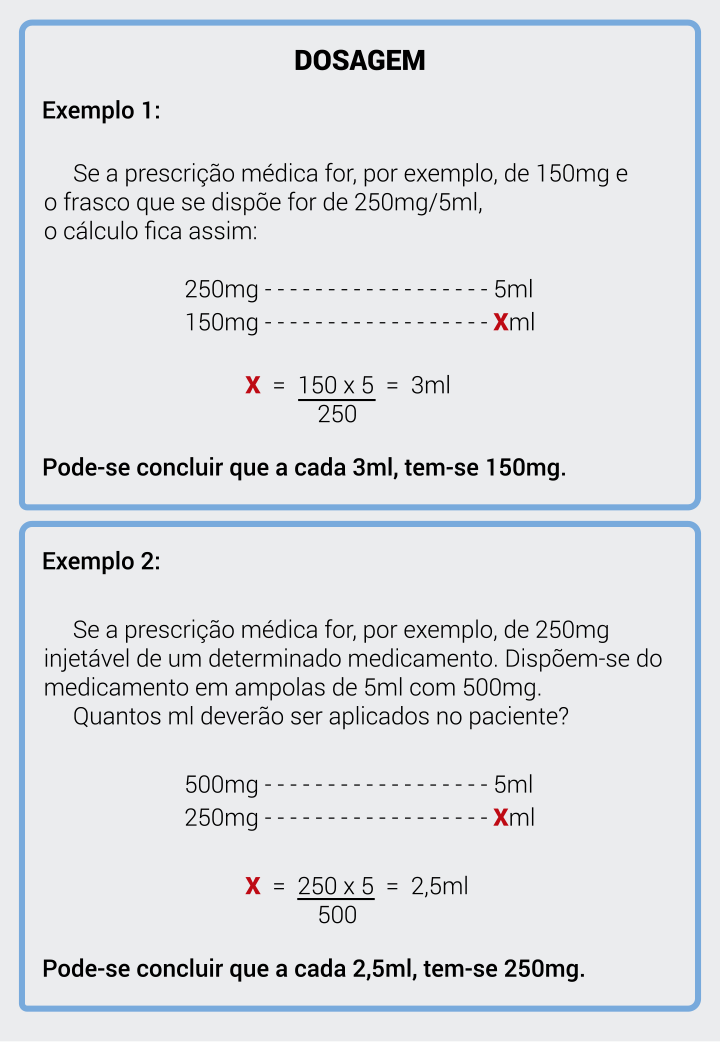 DOSAGEM
Exemplo 1:
Se a prescrição médica for, por exemplo, de 150mg e
o frasco que se dispõe for de 250mg/5ml,
o cálculo fica assim:
250mg - - - - - - - - - - - - - - - - - - 5ml
150mg - - - - - - - - - - - - - - - - - - Xml
X = 150 x 5 = 3ml
250
Pode-se concluir que a cada 3ml, tem-se 150mg.
Exemplo 2:
Se a prescrição médica for, por exemplo, de 250mg
injetável de um determinado medicamento. Dispõem-se do
medicamento em ampolas de 5ml com 500mg.
Quantos ml deverão ser aplicados no paciente?
500mg - - - - - - - - - - - - - - - - - - 5ml
250mg - - - - - - - - - - - - - - - - - - Xml
X = 250 x 5 = 2,5ml
500
Pode-se concluir que a cada 2,5ml, tem-se 250mg.